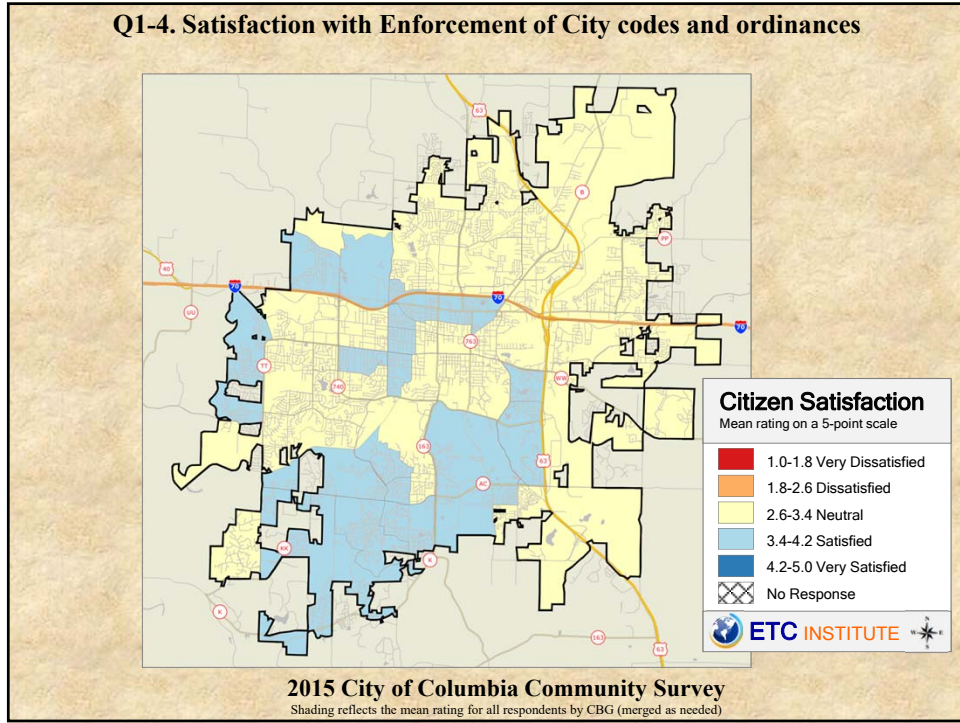 Q1-4. Satisfaction with Enforcement of City codes and ordinances
63
B
PP
40
70
UU
70
763
70
TT
740
WW
163
63
AC
KK
K
K
163
63
Citizen Satisfaction
Mean rating on a 5-point scale
1.0-1.8 Very Dissatisfied
1.8-2.6 Dissatisfied
2.6-3.4 Neutral
3.4-4.2 Satisfied
4.2-5.0 Very Satisfied
No Response
ETC INSTITUTE
N
W E
S
2015 City of Columbia Community Survey
Shading reflects the mean rating for all respondents by CBG (merged as needed)